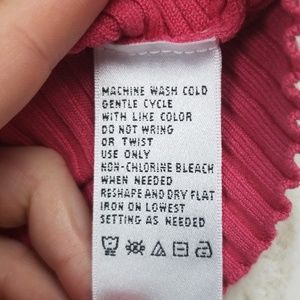 MACHINE WASH COLD
GENTLE CYCLE
WITH LIKE COLOR
DO NOT WRING
OR TWIST
USE ONLY
NON-CHLORINE BLEACH
WHEN NEEDED
RESHAPE AND DRY FLAT
IRON ON LOWEST
SETTING AS NEEDED